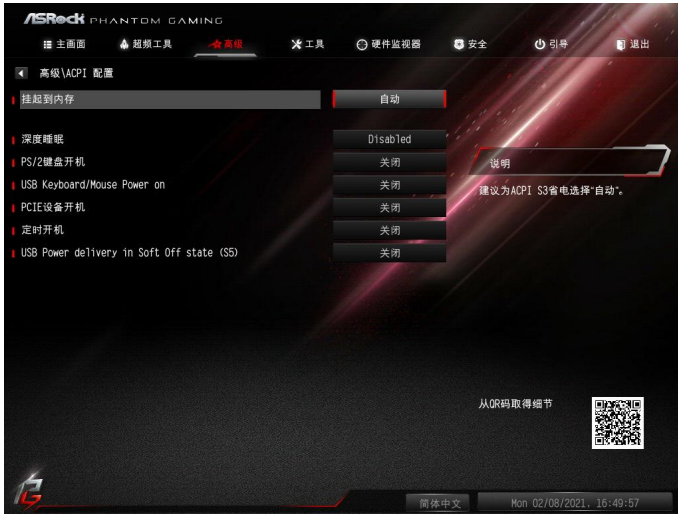 ASRock PHANTOM GAMING
主画面 超频工具 高级 工具 硬件监视器 安全 引导 退出
高级\ACPI 配置
挂起到内存 自动
深度睡眠 Disabled
PS/2键盘开机 关闭
USB Keyboard/Mouse Power on 关闭
PCIE设备开机 关闭
定时开机 关闭
USB Power delivery in Soft Off state (S5) 关闭
说明
建议为ACPI S3省电选择"自动"。
从QR码取得细节
简体中文 Mon 02/08/2021. 16:49:57